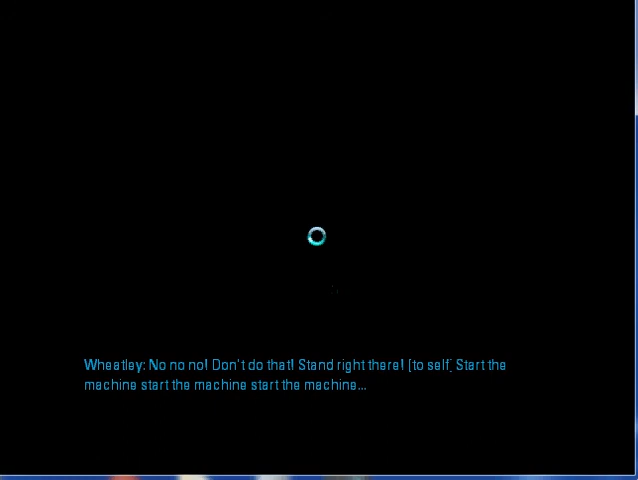 Wheatley: No no no! Don't do that! Stand right there! [to self] Start the
machine start the machine start the machine...